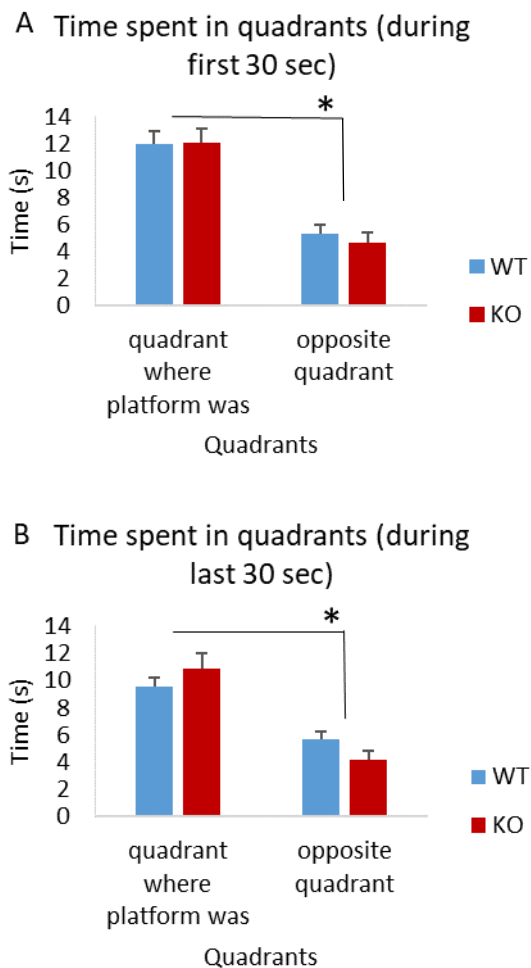 A Time spent in quadrants (during
first 30 sec)
*
14
12
10
8
6
4
2
0
Time (s)
WT
KO
quadrant
where
platform was
opposite
quadrant
Quadrants
B Time spent in quadrants (during
last 30 sec)
*
14
12
10
8
6
4
2
0
Time (s)
WT
KO
quadrant
where
platform was
opposite
quadrant
Quadrants